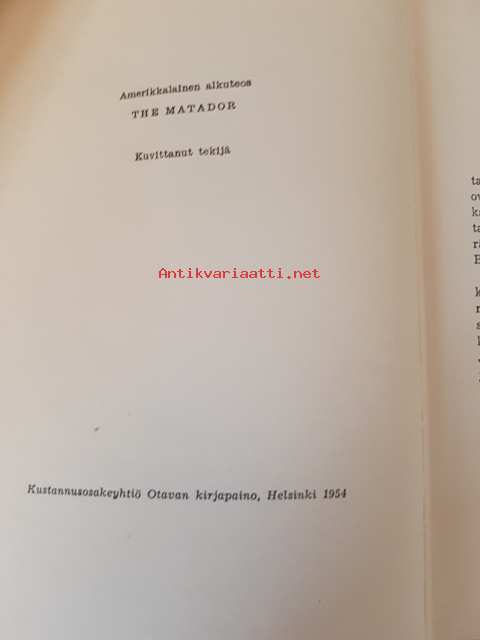 Amerikkalainen alkuteos
THE MATADOR
Kuvittanut tekijä
Antikvariaatti.net
Kustannusosakeyhtiö Otavan kirjapaino, Helsinki 1954